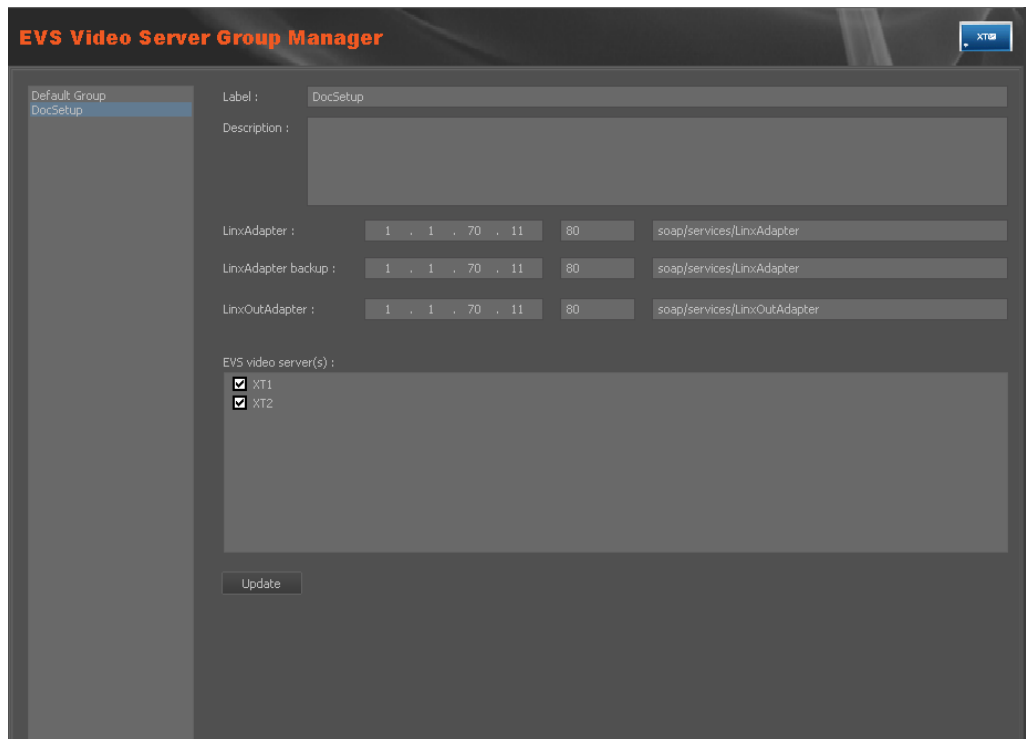 EVS Video Server Group Manager
XT
Default Group
DocSetup
Label : DocSetup
Description :
LinxAdapter : 1 . 1 . 70 . 11 80 soap/services/LinxAdapter
LinxAdapter backup : 1 . 1 . 70 . 11 80 soap/services/LinxAdapter
LinxOutAdapter : 1 . 1 . 70 . 11 80 soap/services/LinxOutAdapter
EVS video server(s) :
XT1
XT2
Update